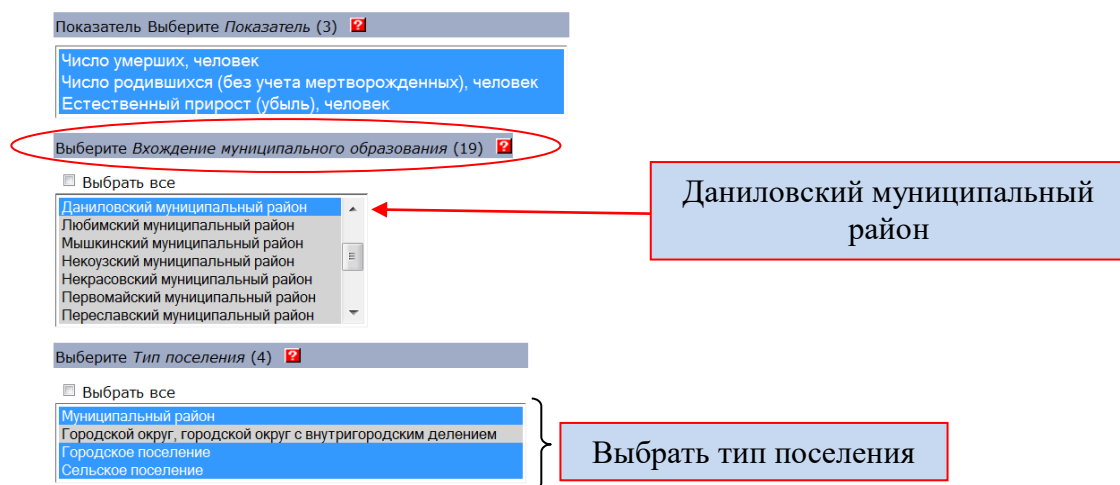 Показатель Выберите Показатель (3) ?
Число умерших, человек
Число родившихся (без учета мертворожденных), человек
Естественный прирост (убыль), человек
Выберите Вхождение муниципального образования (19) ?
Выбрать все
Даниловский муниципальный район
Любимский муниципальный район
Мышкинский муниципальный район
Некоузский муниципальный район
Некрасовский муниципальный район
Первомайский муниципальный район
Переславский муниципальный район
Даниловский муниципальный
район
Выберите Тип поселения (4) ?
Выбрать все
Муниципальный район
Городской округ, городской округ с внутригородским делением
Городское поселение
Сельское поселение
Выбрать тип поселения